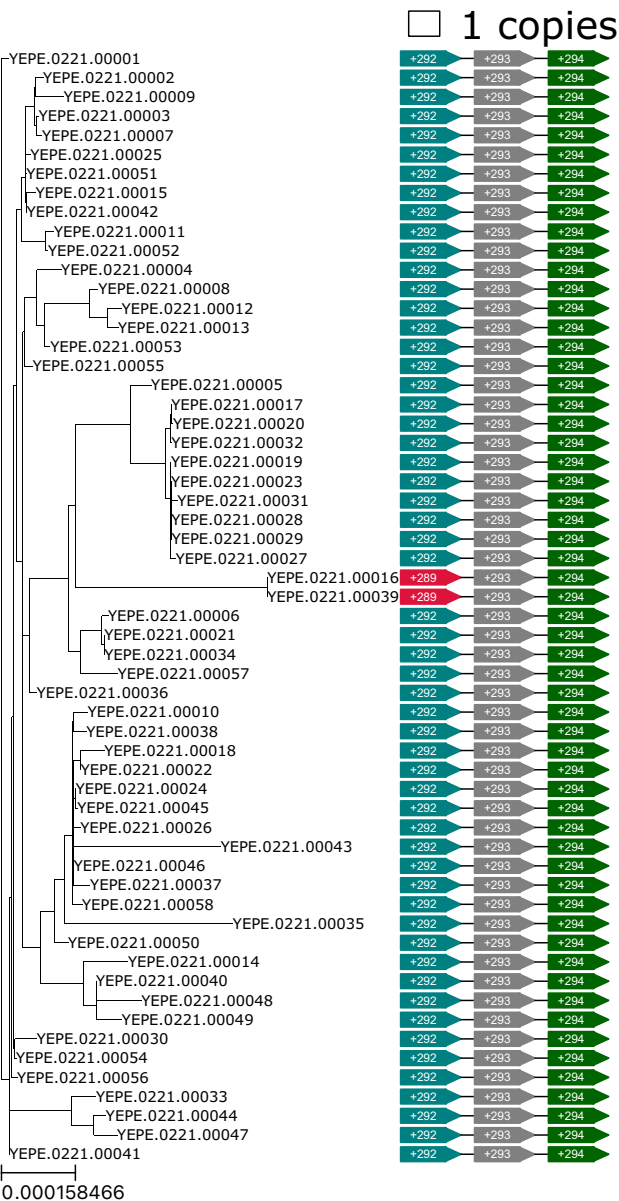 1 copies
YEPE.0221.00001 +292 +293 +294
YEPE.0221.00002 +292 +293 +294
YEPE.0221.00009 +292 +293 +294
YEPE.0221.00003 +292 +293 +294
YEPE.0221.00007 +292 +293 +294
YEPE.0221.00025 +292 +293 +294
YEPE.0221.00051 +292 +293 +294
YEPE.0221.00015 +292 +293 +294
YEPE.0221.00042 +292 +293 +294
YEPE.0221.00011 +292 +293 +294
YEPE.0221.00052 +292 +293 +294
YEPE.0221.00004 +292 +293 +294
YEPE.0221.00008 +292 +293 +294
YEPE.0221.00012 +292 +293 +294
YEPE.0221.00013 +292 +293 +294
YEPE.0221.00053 +292 +293 +294
YEPE.0221.00055 +292 +293 +294
YEPE.0221.00005 +292 +293 +294
YEPE.0221.00017 +292 +293 +294
YEPE.0221.00020 +292 +293 +294
YEPE.0221.00032 +292 +293 +294
YEPE.0221.00019 +292 +293 +294
YEPE.0221.00023 +292 +293 +294
YEPE.0221.00031 +292 +293 +294
YEPE.0221.00028 +292 +293 +294
YEPE.0221.00029 +292 +293 +294
YEPE.0221.00027 +292 +293 +294
YEPE.0221.00016 +289 +293 +294
YEPE.0221.00039 +289 +293 +294
YEPE.0221.00006 +292 +293 +294
YEPE.0221.00021 +292 +293 +294
YEPE.0221.00034 +292 +293 +294
YEPE.0221.00057 +292 +293 +294
YEPE.0221.00036 +292 +293 +294
YEPE.0221.00010 +292 +293 +294
YEPE.0221.00038 +292 +293 +294
YEPE.0221.00018 +292 +293 +294
YEPE.0221.00022 +292 +293 +294
YEPE.0221.00024 +292 +293 +294
YEPE.0221.00045 +292 +293 +294
YEPE.0221.00026 +292 +293 +294
YEPE.0221.00043 +292 +293 +294
YEPE.0221.00046 +292 +293 +294
YEPE.0221.00037 +292 +293 +294
YEPE.0221.00058 +292 +293 +294
YEPE.0221.00035 +292 +293 +294
YEPE.0221.00050 +292 +293 +294
YEPE.0221.00014 +292 +293 +294
YEPE.0221.00040 +292 +293 +294
YEPE.0221.00048 +292 +293 +294
YEPE.0221.00049 +292 +293 +294
YEPE.0221.00030 +292 +293 +294
YEPE.0221.00054 +292 +293 +294
YEPE.0221.00056 +292 +293 +294
YEPE.0221.00033 +292 +293 +294
YEPE.0221.00044 +292 +293 +294
YEPE.0221.00047 +292 +293 +294
YEPE.0221.00041 +292 +293 +294
0.000158466